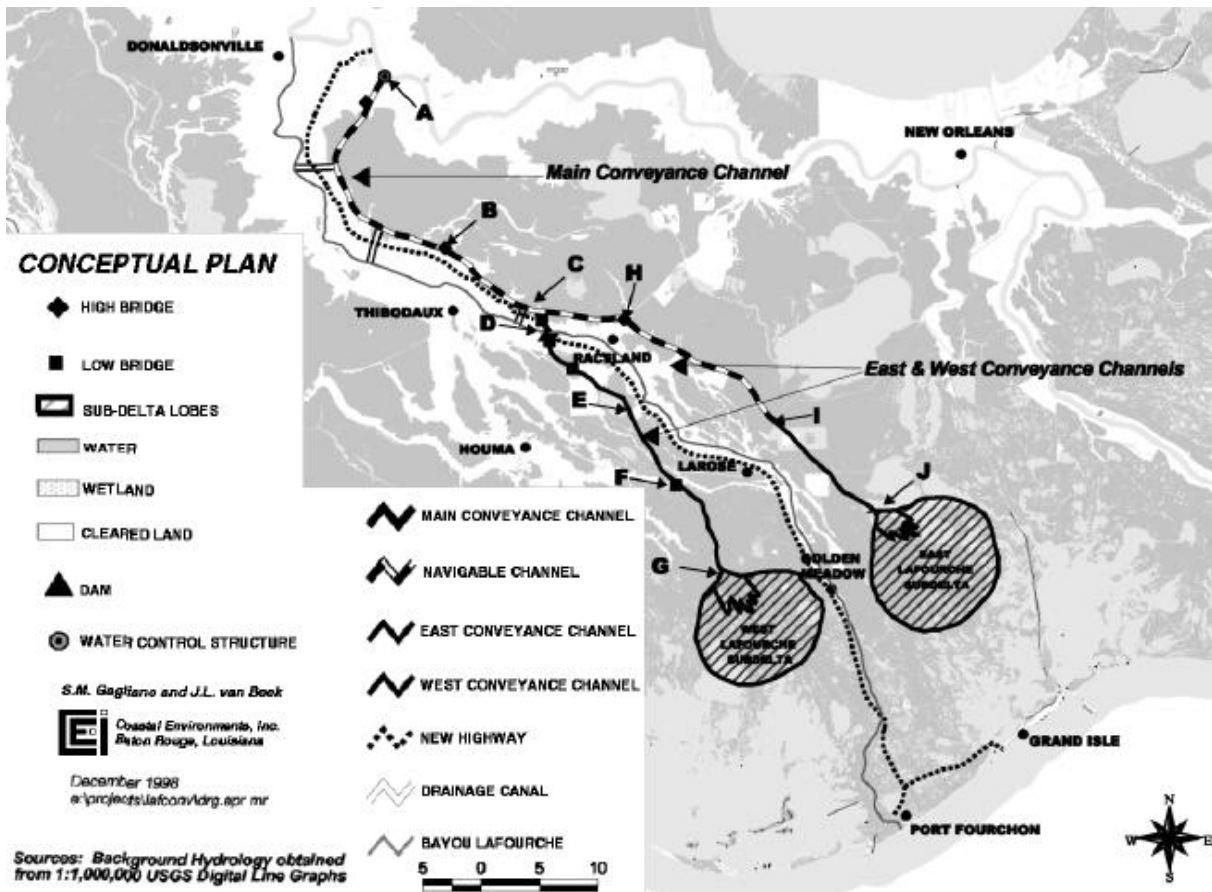 DONALDSONVILLE
A
NEW ORLEANS
Main Conveyance Channel
B
C
H
THIBODAUX
D
RACELAND
East & West Conveyance Channels
E
I
HOUMA
LAROSE
F
J
G
GOLDEN
MEADOW
EAST
LAFOURCHE
SUBDELTA
WEST
LAFOURCHE
SUBDELTA
GRAND ISLE
PORT FOURCHON
CONCEPTUAL PLAN
HIGH BRIDGE
LOW BRIDGE
SUB-DELTA LOBES
WATER
WETLAND
CLEARED LAND
DAM
WATER CONTROL STRUCTURE
S.M. Gagliano and J.L. van Beek
CEI
Coastal Environments, Inc.
Baton Rouge, Louisiana
December 1998
Sources: Background Hydrology obtained
from 1:1,000,000 USGS Digital Line Graphs
MAIN CONVEYANCE CHANNEL
NAVIGABLE CHANNEL
EAST CONVEYANCE CHANNEL
WEST CONVEYANCE CHANNEL
NEW HIGHWAY
DRAINAGE CANAL
BAYOU LAFOURCHE
5 0 5 10
N
W E
S